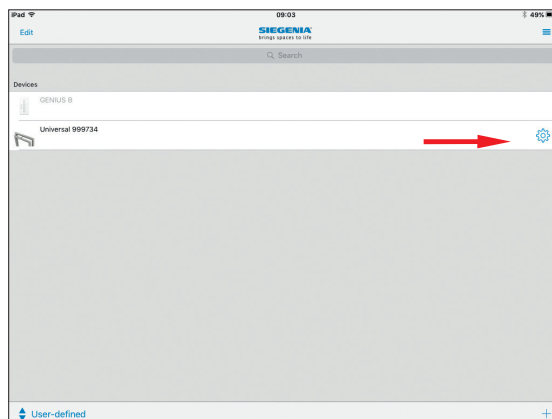 iPad 09:03 49%
Edit SIEGENIA®
brings spaces to life
Search
Devices
GENIUS B
Universal 999734
User-defined